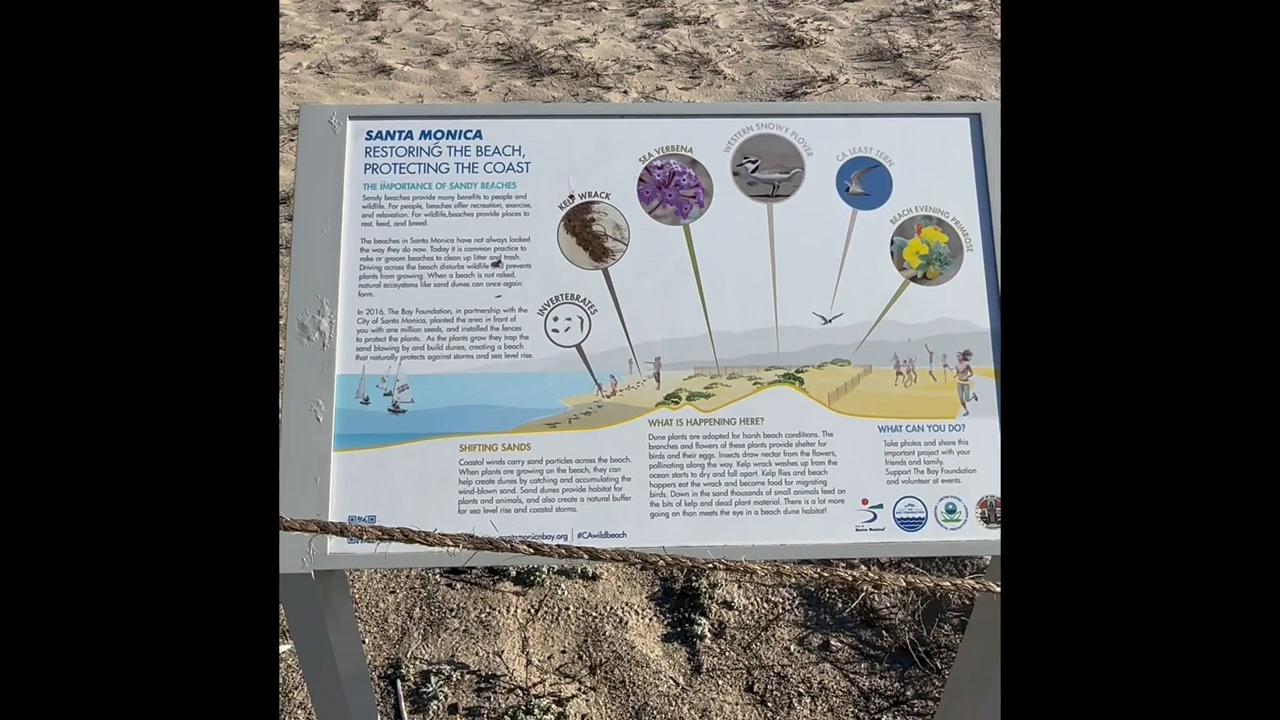 SANTA MONICA
RESTORING THE BEACH,
PROTECTING THE COAST
THE IMPORTANCE OF SANDY BEACHES
Sandy beaches provide many benefits to people and
wildlife. For people, beaches offer recreation, exercise,
and relaxation. For wildlife,beaches provide places to
rest, feed, and breed.
The beaches in Santa Monica have not always looked
the way they do now. Today it is common practice to
rake or groom beaches to clean up litter and trash.
Driving across the beach disturbs wildlife and prevents
plants from growing. When a beach is not raked,
natural ecosystems like sand dunes can once again
form.
In 2016, The Bay Foundation, in partnership with the
City of Santa Monica, planted the area in front of
you with one million seeds, and installed the fences
to protect the plants. As the plants grow they trap the
sand blowing by and build dunes, creating a beach
that naturally protects against storms and sea level rise.
INVERTEBRATES
KELP WRACK
SEA VERBENA
WESTERN SNOWY PLOVER
CA LEAST TERN
BEACH EVENING PRIMROSE
SHIFTING SANDS
Coastal winds carry sand particles across the beach.
When plants are growing on the beach, they can
help create dunes by catching and accumulating the
wind-blown sand. Sand dunes provide habitat for
plants and animals, and also create a natural buffer
for sea level rise and coastal storms.
WHAT IS HAPPENING HERE?
Dune plants are adapted for harsh beach conditions. The
branches and flowers of these plants provide shelter for
birds and their eggs. Insects draw nectar from the flowers,
pollinating along the way. Kelp wrack washes up from the
ocean starts to dry and fall apart. Kelp flies and beach
hoppers eat the wrack and become food for migrating
birds. Down in the sand thousands of small animals feed on
the bits of kelp and dead plant material. There is a lot more
going on than meets the eye in a beach dune habitat!
WHAT CAN YOU DO?
Take photos and share this
important project with your
friends and family.
Support The Bay Foundation
and volunteer at events.
santamonicabay.org | #CAwildbeach
City of
Santa Monica
THE BAY FOUNDATION